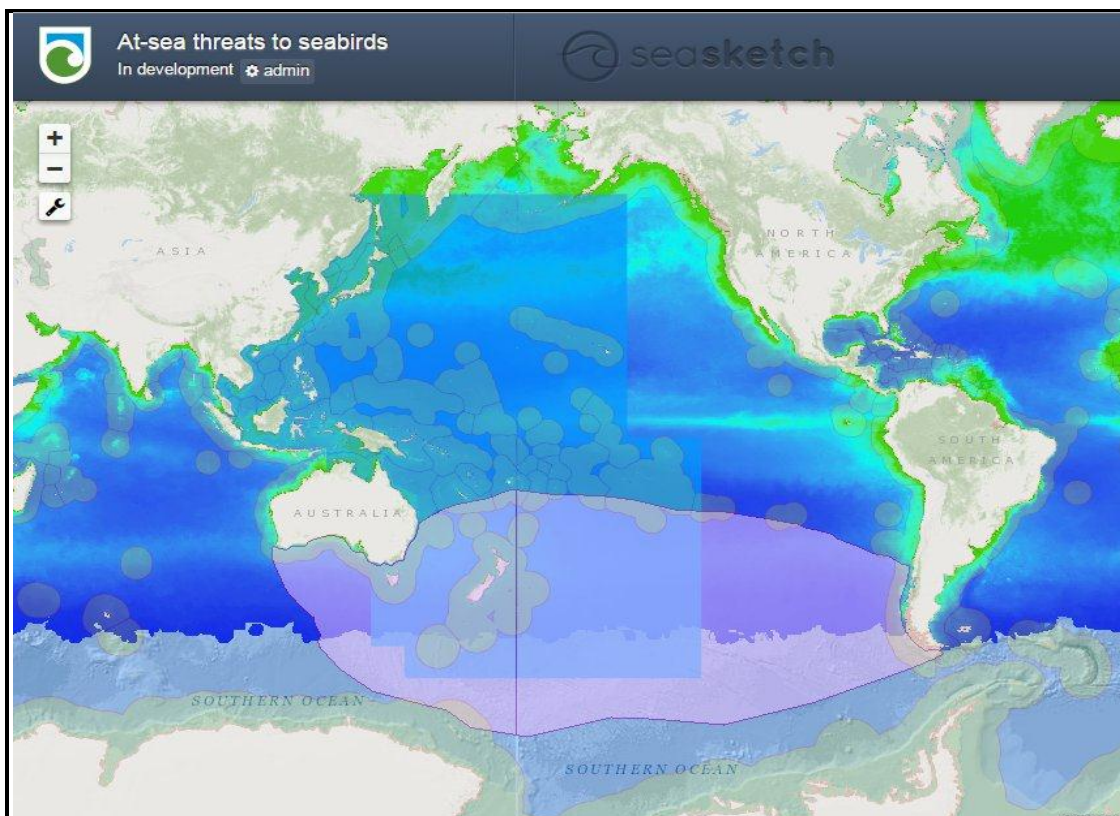 At-sea threats to seabirds
In development admin
seasketch
+
−
ASIA
NORTH
AMERICA
AUSTRALIA
SOUTH
AMERICA
SOUTHERN OCEAN
SOUTHERN OCEAN